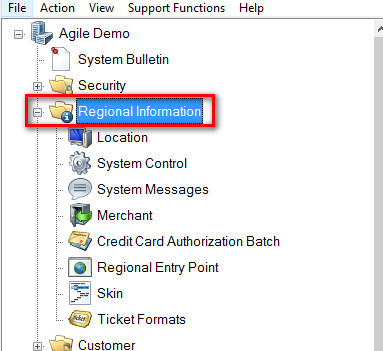 File Action View Support Functions Help
Agile Demo
System Bulletin
Security
Regional Information
Location
System Control
System Messages
Merchant
Credit Card Authorization Batch
Regional Entry Point
Skin
Ticket Formats
Customer